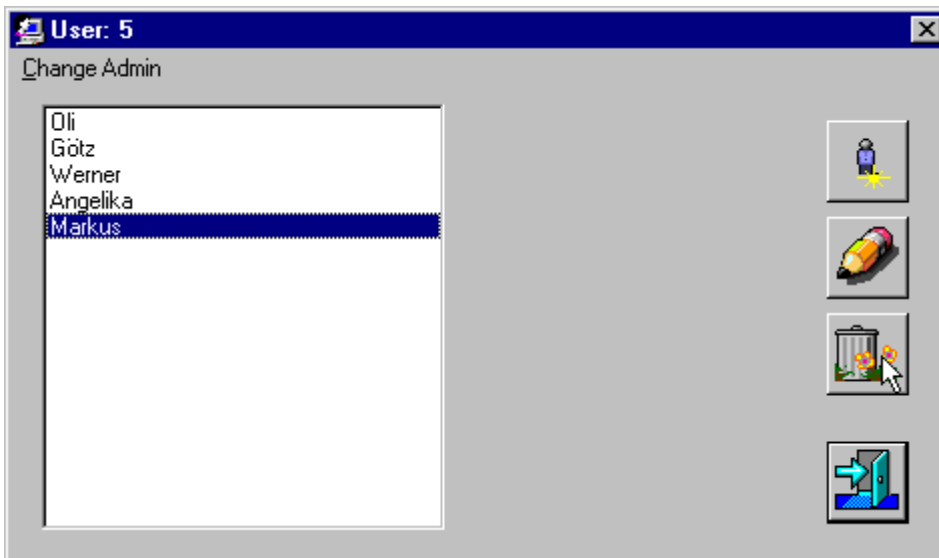 User: 5
Change Admin
Oli
Götz
Werner
Angelika
Markus